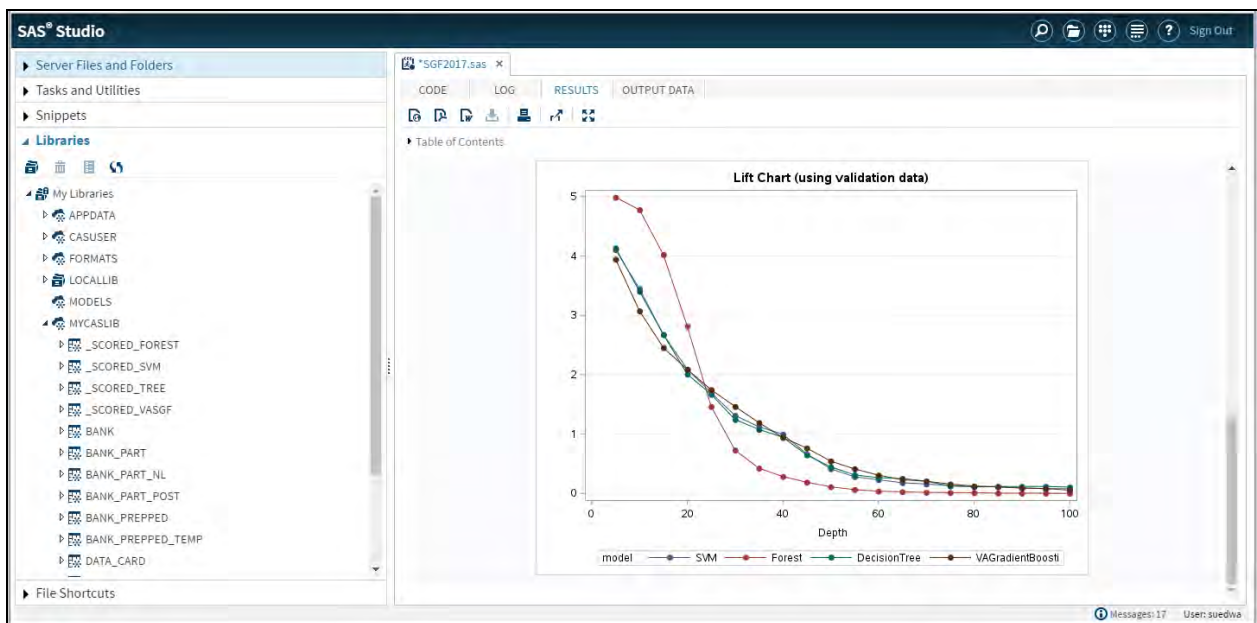 SAS® Studio
Sign Out
Server Files and Folders
Tasks and Utilities
Snippets
Libraries
My Libraries
APPDATA
CASUSER
FORMATS
LOCALLIB
MODELS
MYCASLIB
_SCORED_FOREST
_SCORED_SVM
_SCORED_TREE
_SCORED_VASGF
BANK
BANK_PART
BANK_PART_NL
BANK_PART_POST
BANK_PREPPED
BANK_PREPPED_TEMP
DATA_CARD
File Shortcuts
*SGF2017.sas ×
CODE LOG RESULTS OUTPUT DATA
Table of Contents
Lift Chart (using validation data)
5
4
3
2
1
0
0 20 40 60 80 100
Depth
model SVM Forest DecisionTree VAGradientBoosti
Messages: 17 User: suedwa